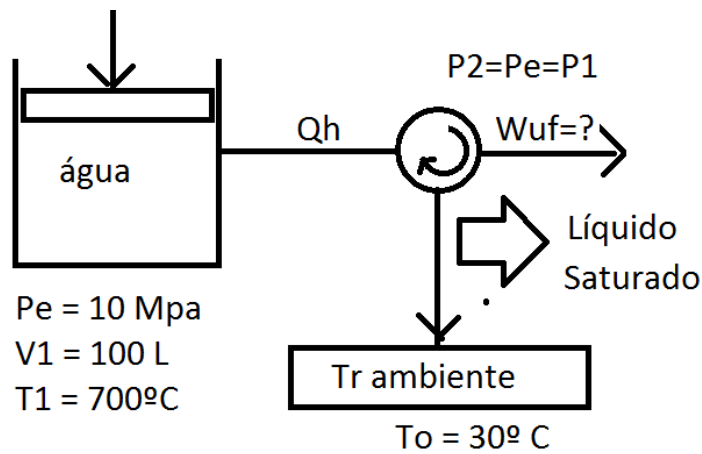 P2=Pe=P1
Qh
Wuf=?
água
Líquido
Saturado
Pe = 10 Mpa
V1 = 100 L
T1 = 700ºC
Tr ambiente
To = 30º C